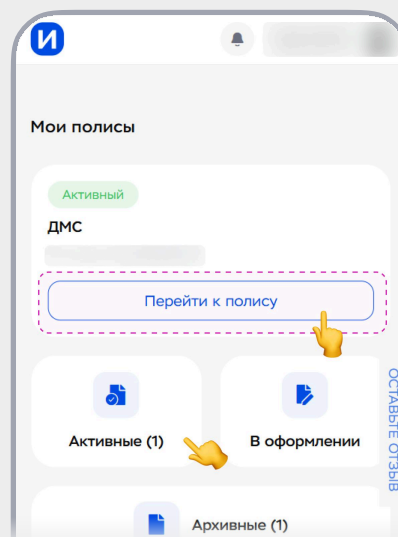 И
Мои полисы
Активный
ДМС
Перейти к полису
Активные (1)
В оформлении
Архивные (1)
ОСТАВЬТЕ ОТЗЫВ